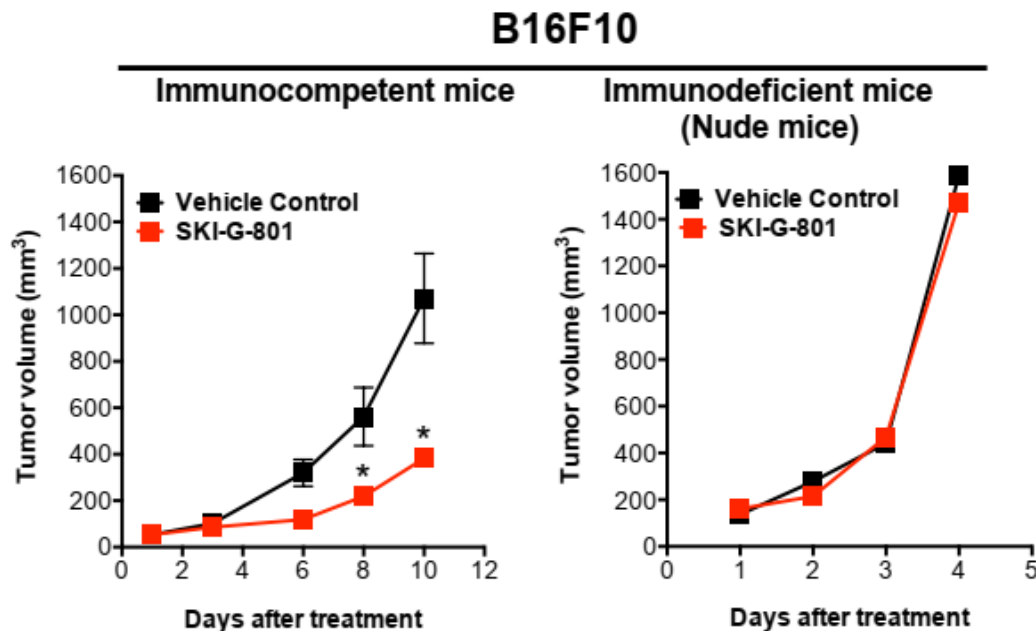 B16F10
Immunocompetent mice
Immunodeficient mice
(Nude mice)
1600
1400
1200
1000
800
600
400
200
0
Vehicle Control
SKI-G-801
*
*
0 2 4 6 8 10 12
Tumor volume (mm³)
Days after treatment
1600
1400
1200
1000
800
600
400
200
0
Vehicle Control
SKI-G-801
0 1 2 3 4 5
Tumor volume (mm³)
Days after treatment